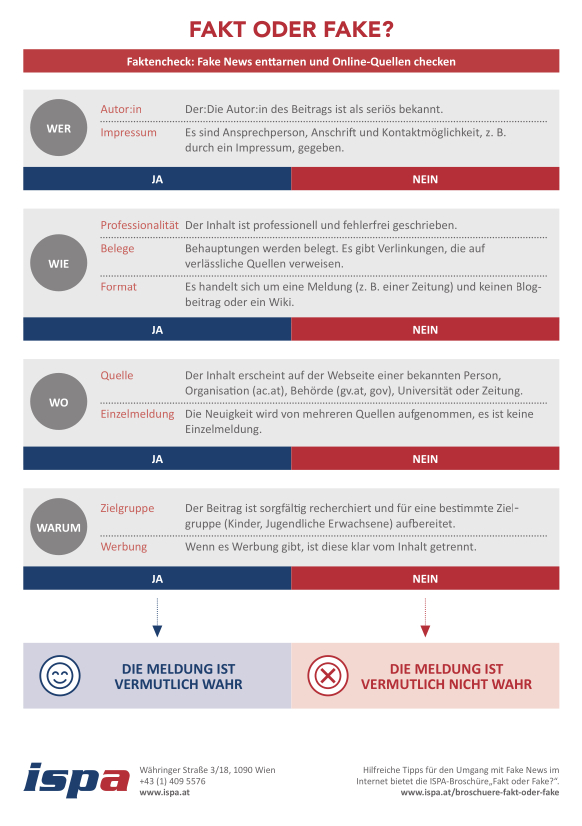 FAKT ODER FAKE?
Faktencheck: Fake News enttarnen und Online-Quellen checken
WER
Autor:in Der:Die Autor:in des Beitrags ist als seriös bekannt.
Impressum Es sind Ansprechperson, Anschrift und Kontaktmöglichkeit, z. B.
durch ein Impressum, gegeben.
JA NEIN
WIE
Professionalität Der Inhalt ist professionell und fehlerfrei geschrieben.
Belege Behauptungen werden belegt. Es gibt Verlinkungen, die auf
verlässliche Quellen verweisen.
Format Es handelt sich um eine Meldung (z. B. einer Zeitung) und keinen Blog-
beitrag oder ein Wiki.
JA NEIN
WO
Quelle Der Inhalt erscheint auf der Webseite einer bekannten Person,
Organisation (ac.at), Behörde (gv.at, gov), Universität oder Zeitung.
Einzelmeldung Die Neuigkeit wird von mehreren Quellen aufgenommen, es ist keine
Einzelmeldung.
JA NEIN
WARUM
Zielgruppe Der Beitrag ist sorgfältig recherchiert und für eine bestimmte Ziel-
gruppe (Kinder, Jugendliche Erwachsene) aufbereitet.
Werbung Wenn es Werbung gibt, ist diese klar vom Inhalt getrennt.
JA NEIN
DIE MELDUNG IST
VERMUTLICH WAHR
DIE MELDUNG IST
VERMUTLICH NICHT WAHR
ispa
Währinger Straße 3/18, 1090 Wien
+43 (1) 409 5576
www.ispa.at
Hilfreiche Tipps für den Umgang mit Fake News im
Internet bietet die ISPA-Broschüre„Fakt oder Fake?“.
www.ispa.at/broschuere-fakt-oder-fake